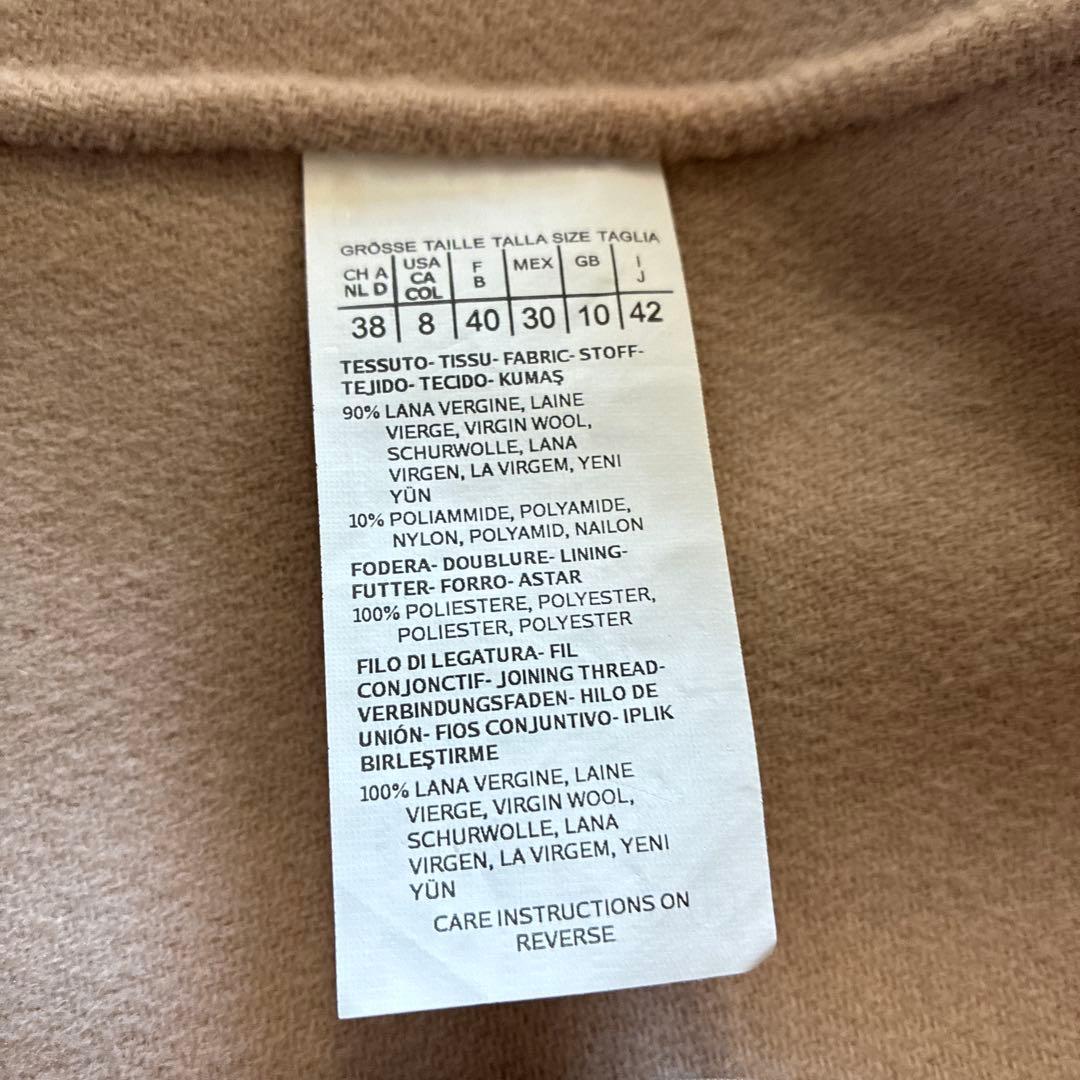 GRÖSSE TAILLE TALLA SIZE TAGLIA
CH A USA F MEX GB I
NL D CA B J
COL
38 8 40 30 10 42
TESSUTO- TISSU- FABRIC- STOFF-
TEJIDO- TECIDO- KUMAŞ
90% LANA VERGINE, LAINE
VIERGE, VIRGIN WOOL,
SCHURWOLLE, LANA
VIRGEN, LA VIRGEM, YENI
YÜN
10% POLIAMMIDE, POLYAMIDE,
NYLON, POLYAMID, NAILON
FODERA- DOUBLURE- LINING-
FUTTER- FORRO- ASTAR
100% POLIESTERE, POLYESTER,
POLIESTER, POLYESTER
FILO DI LEGATURA- FIL
CONJONCTIF- JOINING THREAD-
VERBINDUNGSFADEN- HILO DE
UNIÓN- FIOS CONJUNTIVO- IPLIK
BIRLEŞTIRME
100% LANA VERGINE, LAINE
VIERGE, VIRGIN WOOL,
SCHURWOLLE, LANA
VIRGEN, LA VIRGEM, YENI
YÜN
CARE INSTRUCTIONS ON
REVERSE